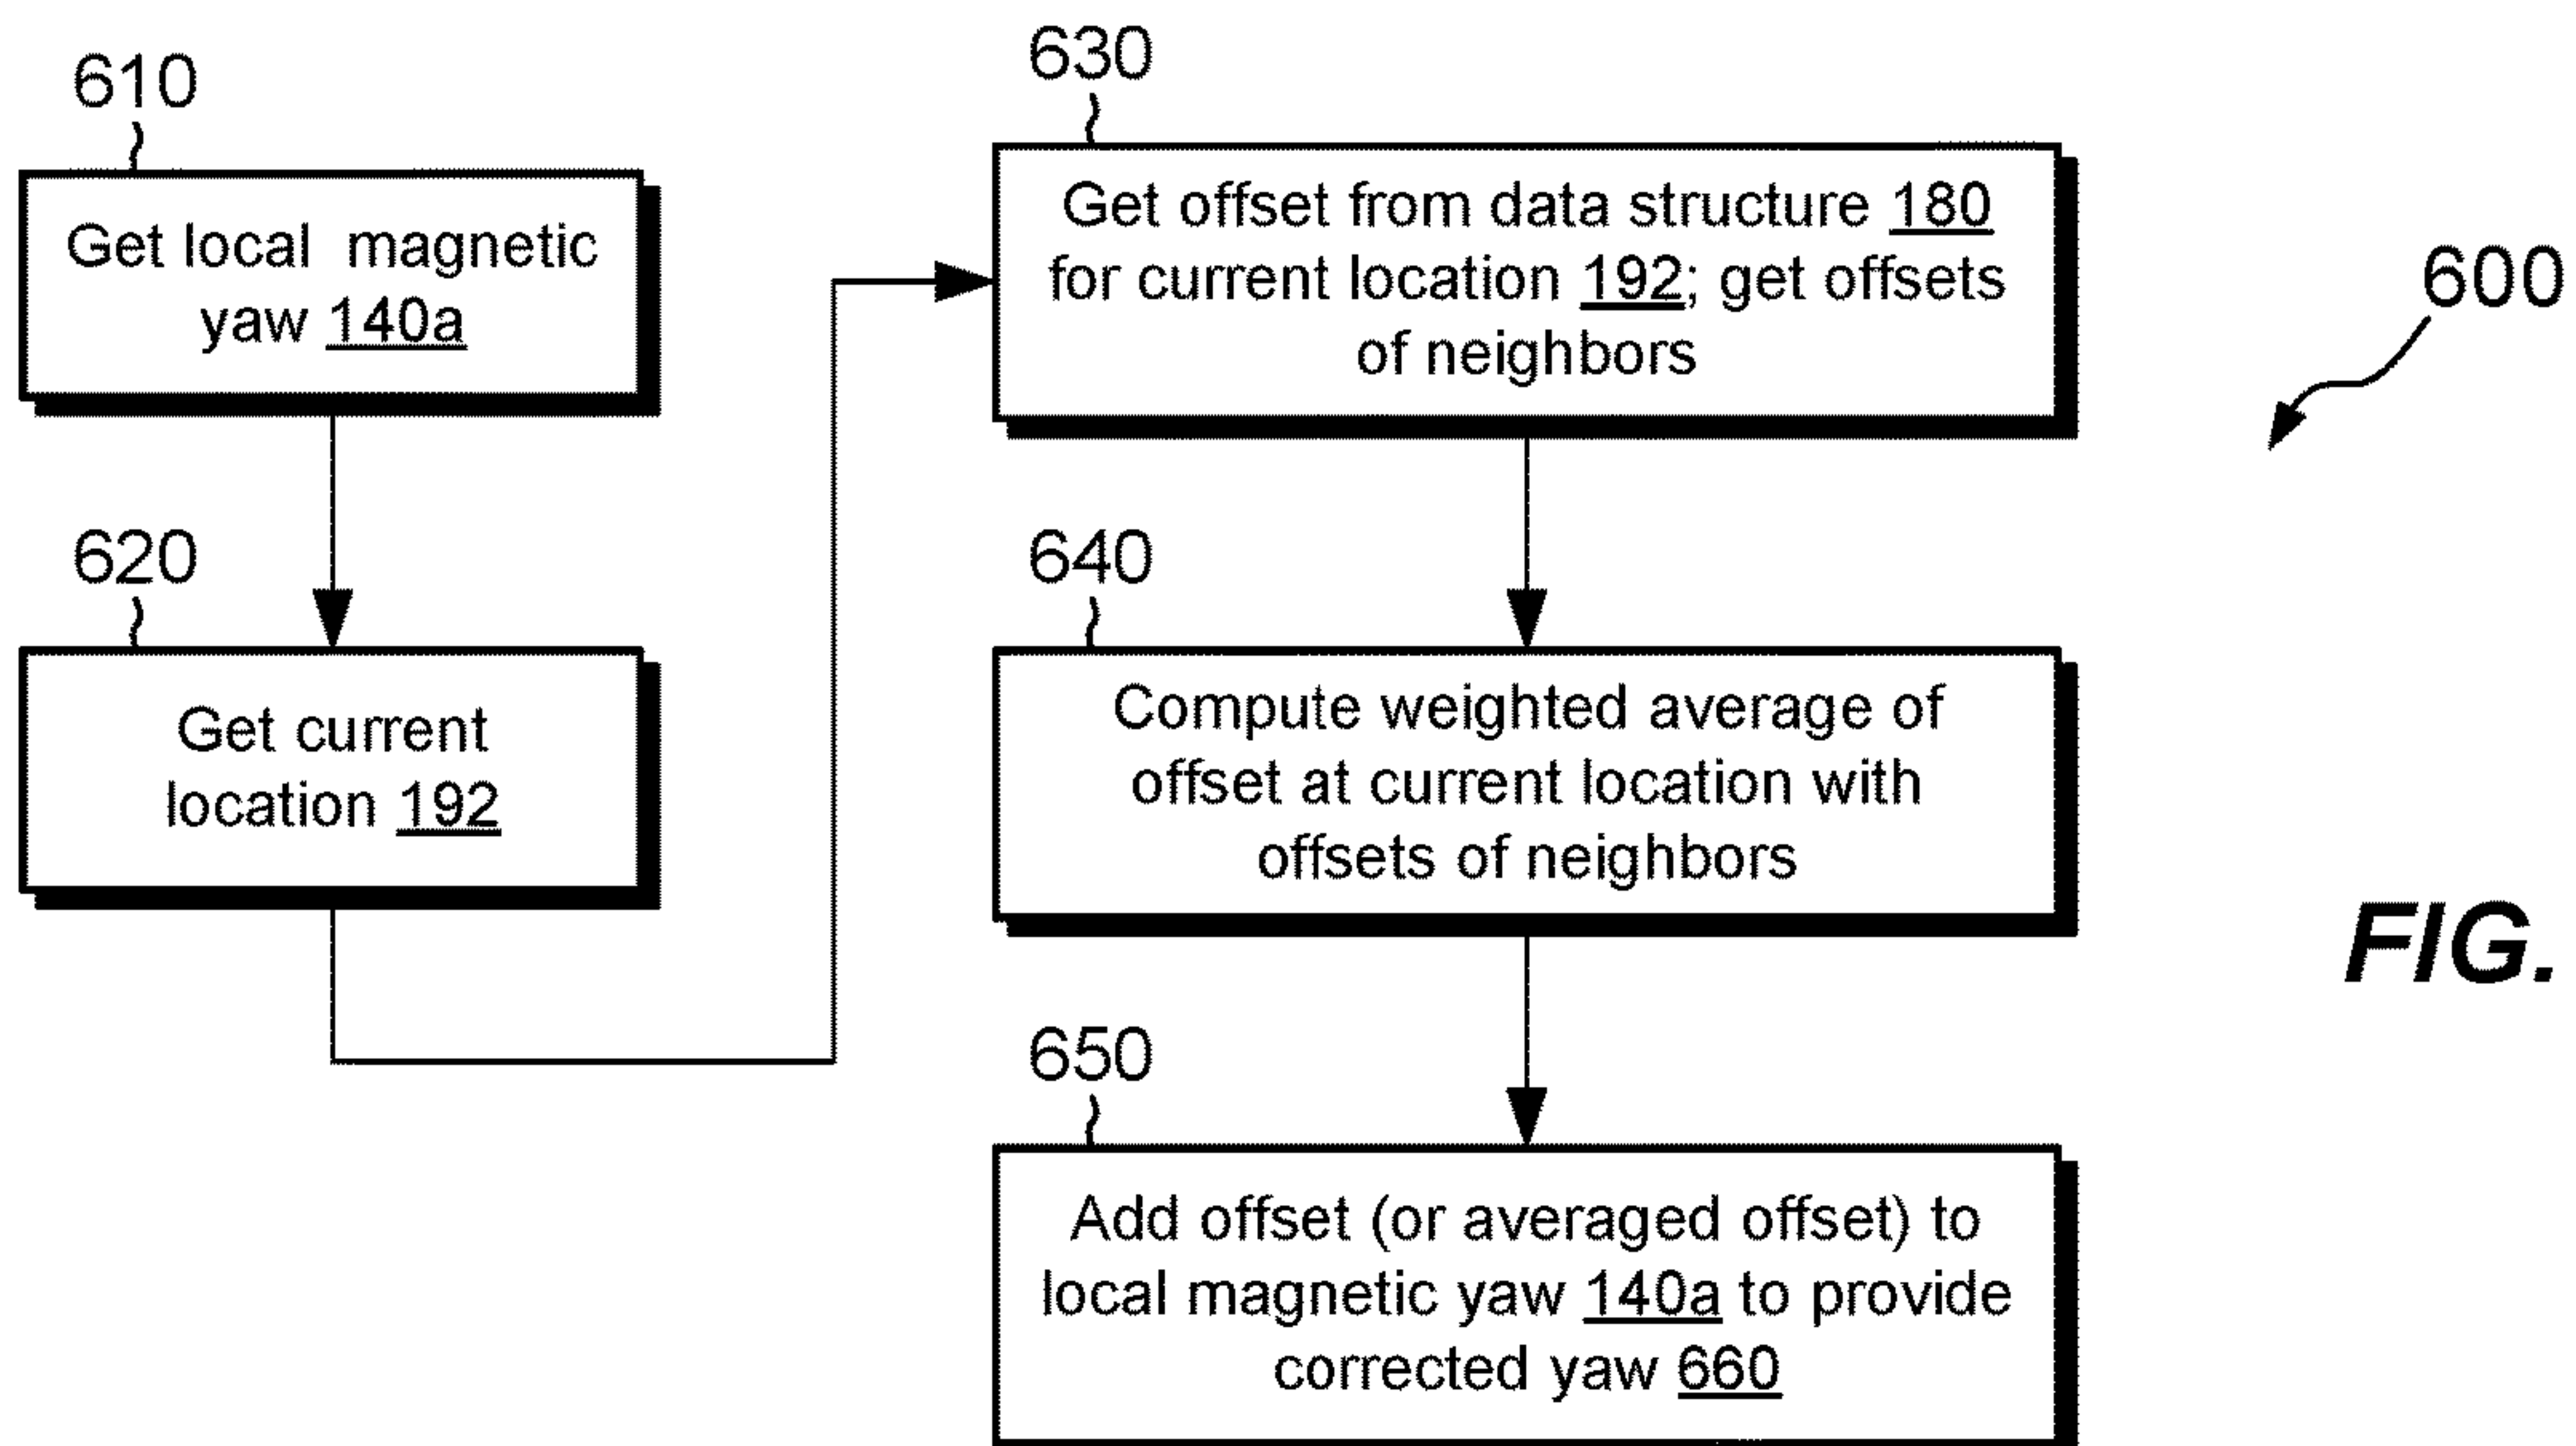 610
Get local magnetic
yaw 140a
620
Get current
location 192
630
Get offset from data structure 180
for current location 192; get offsets
of neighbors
640
Compute weighted average of
offset at current location with
offsets of neighbors
650
Add offset (or averaged offset) to
local magnetic yaw 140a to provide
corrected yaw 660
600
FIG.